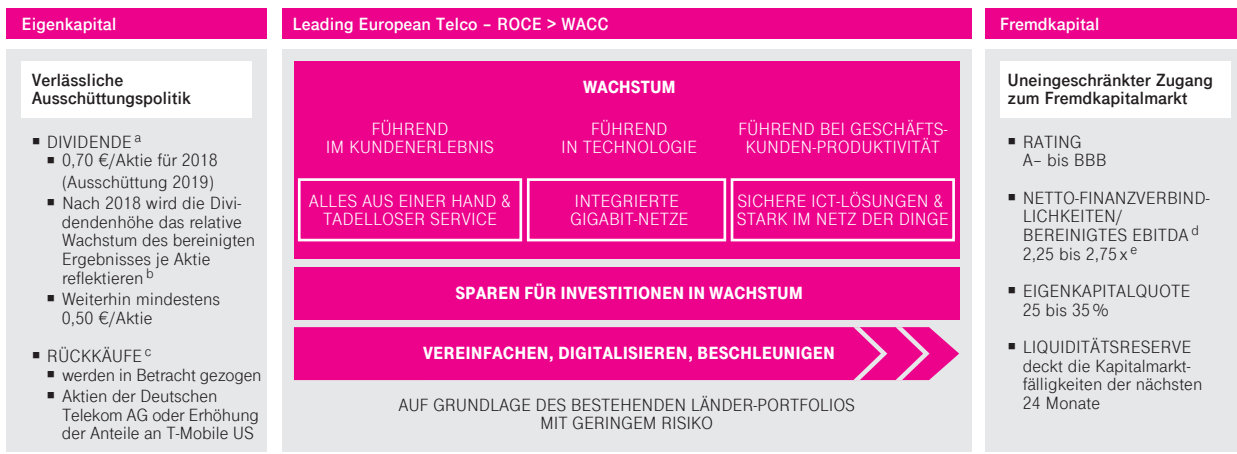 Eigenkapital
Verlässliche
Ausschüttungspolitik
▪ DIVIDENDE a
▪ 0,70 €/Aktie für 2018
(Ausschüttung 2019)
▪ Nach 2018 wird die Divi-
dendenhöhe das relative
Wachstum des bereinigten
Ergebnisses je Aktie
reflektieren b
▪ Weiterhin mindestens
0,50 €/Aktie
▪ RÜCKKÄUFE c
▪ werden in Betracht gezogen
▪ Aktien der Deutschen
Telekom AG oder Erhöhung
der Anteile an T-Mobile US
Leading European Telco – ROCE > WACC
WACHSTUM
FÜHREND
IM KUNDENERLEBNIS
ALLES AUS EINER HAND &
TADELLOSER SERVICE
FÜHREND
IN TECHNOLOGIE
INTEGRIERTE
GIGABIT-NETZE
FÜHREND BEI GESCHÄFTS-
KUNDEN-PRODUKTIVITÄT
SICHERE ICT-LÖSUNGEN &
STARK IM NETZ DER DINGE
SPAREN FÜR INVESTITIONEN IN WACHSTUM
VEREINFACHEN, DIGITALISIEREN, BESCHLEUNIGEN
AUF GRUNDLAGE DES BESTEHENDEN LÄNDER-PORTFOLIOS
MIT GERINGEM RISIKO
Fremdkapital
Uneingeschränkter Zugang
zum Fremdkapitalmarkt
▪ RATING
A– bis BBB
▪ NETTO-FINANZVERBIND-
LICHKEITEN/
BEREINIGTES EBITDA d
2,25 bis 2,75 x e
▪ EIGENKAPITALQUOTE
25 bis 35 %
▪ LIQUIDITÄTSRESERVE
deckt die Kapitalmarkt-
fälligkeiten der nächsten
24 Monate